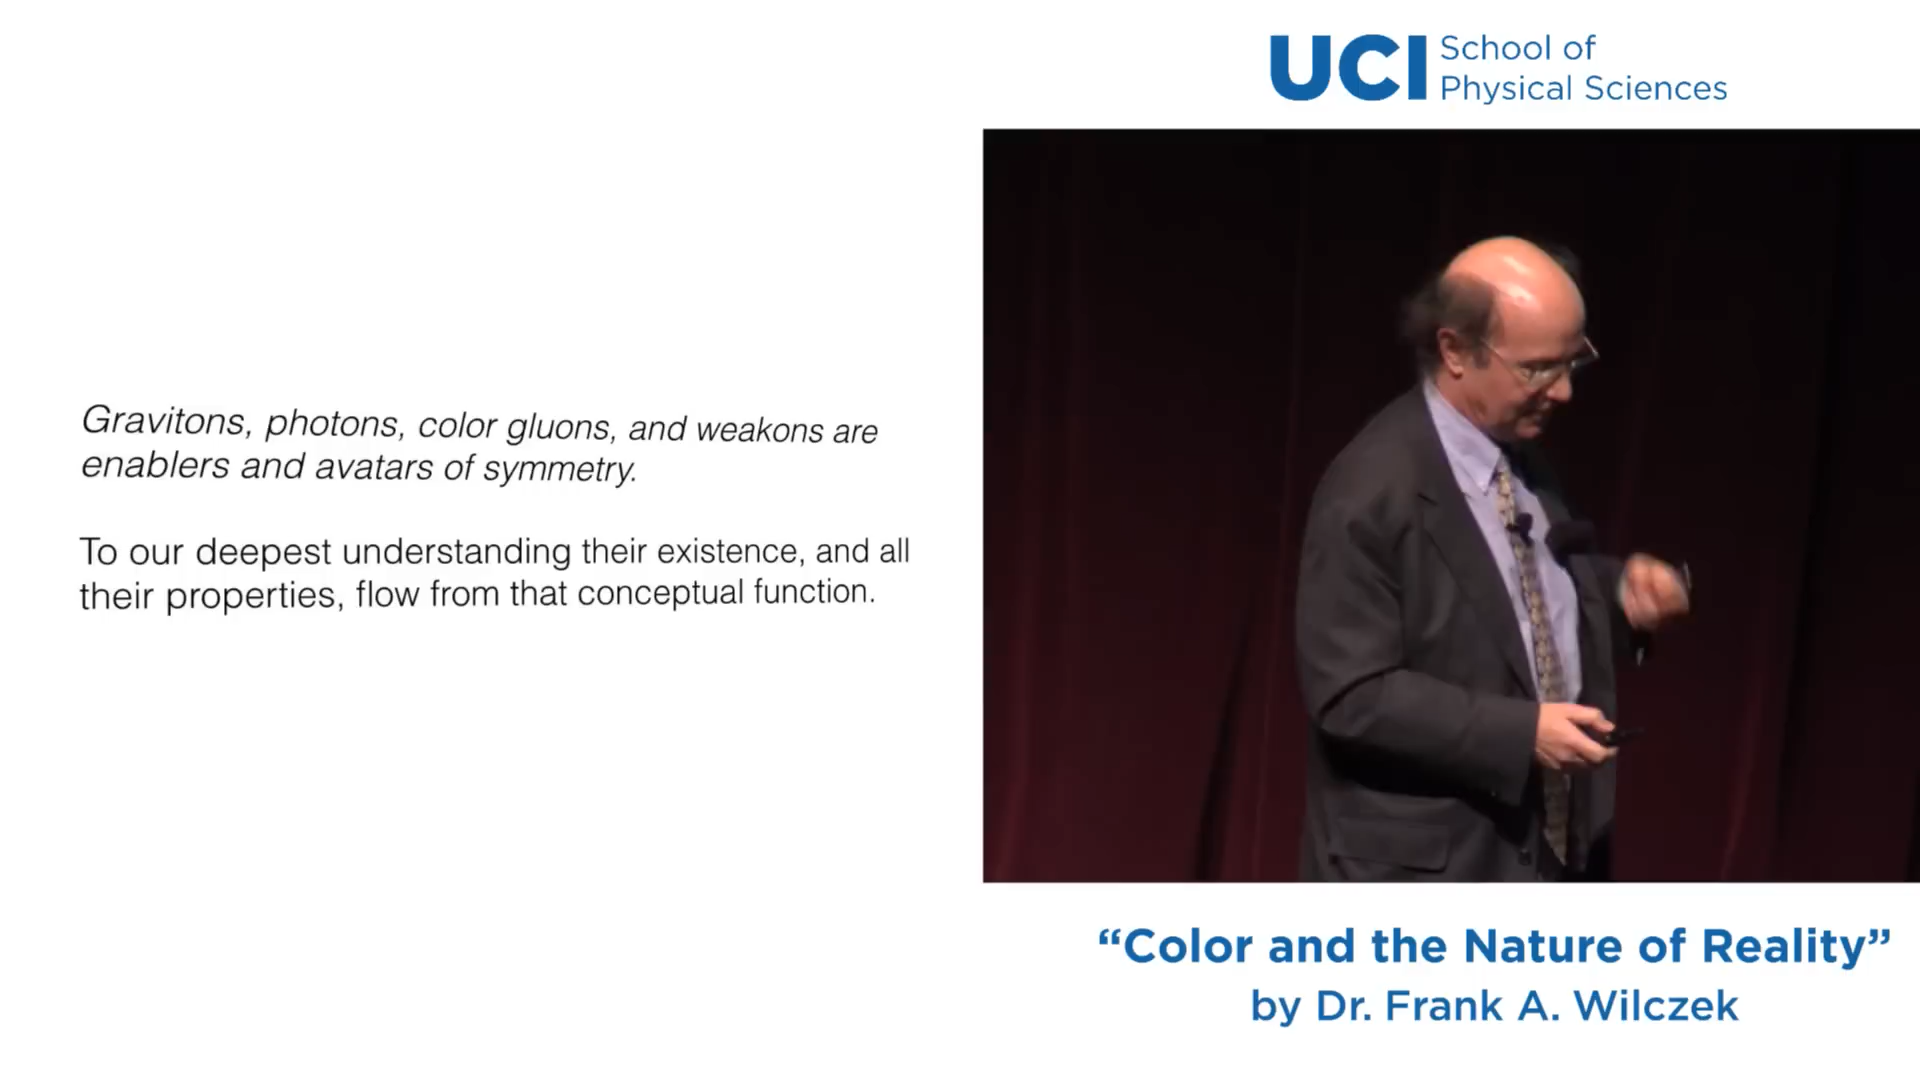 UCI School of
Physical Sciences
Gravitons, photons, color gluons, and weakons are
enablers and avatars of symmetry.
To our deepest understanding their existence, and all
their properties, flow from that conceptual function.
“Color and the Nature of Reality”
by Dr. Frank A. Wilczek